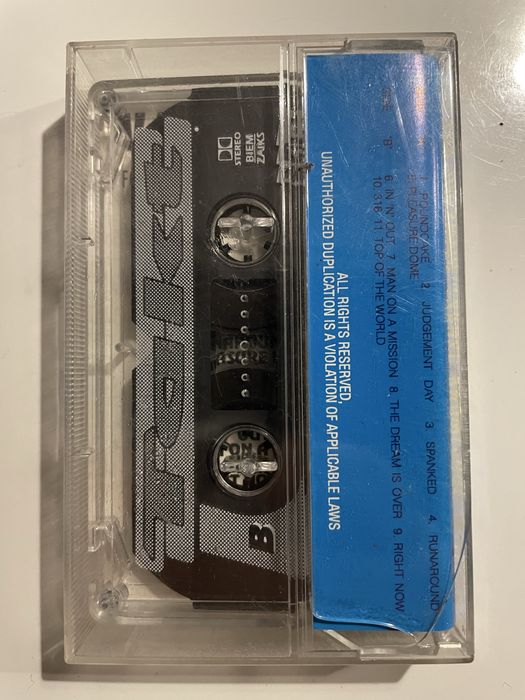 1. POUNDCAKE 2. JUDGEMENT DAY 3. SPANKED 4. RUNAROUND
5. PLEASURE DOME
"B" 6. IN 'N' OUT 7. MAN ON A MISSION 8. THE DREAM IS OVER 9. RIGHT NOW
10. 316 11. TOP OF THE WORLD
ALL RIGHTS RESERVED,
UNAUTHORIZED DUPLICATION IS A VIOLATION OF APPLICABLE LAWS
STEREO
BIEM
ZAIKS
TAKT
B